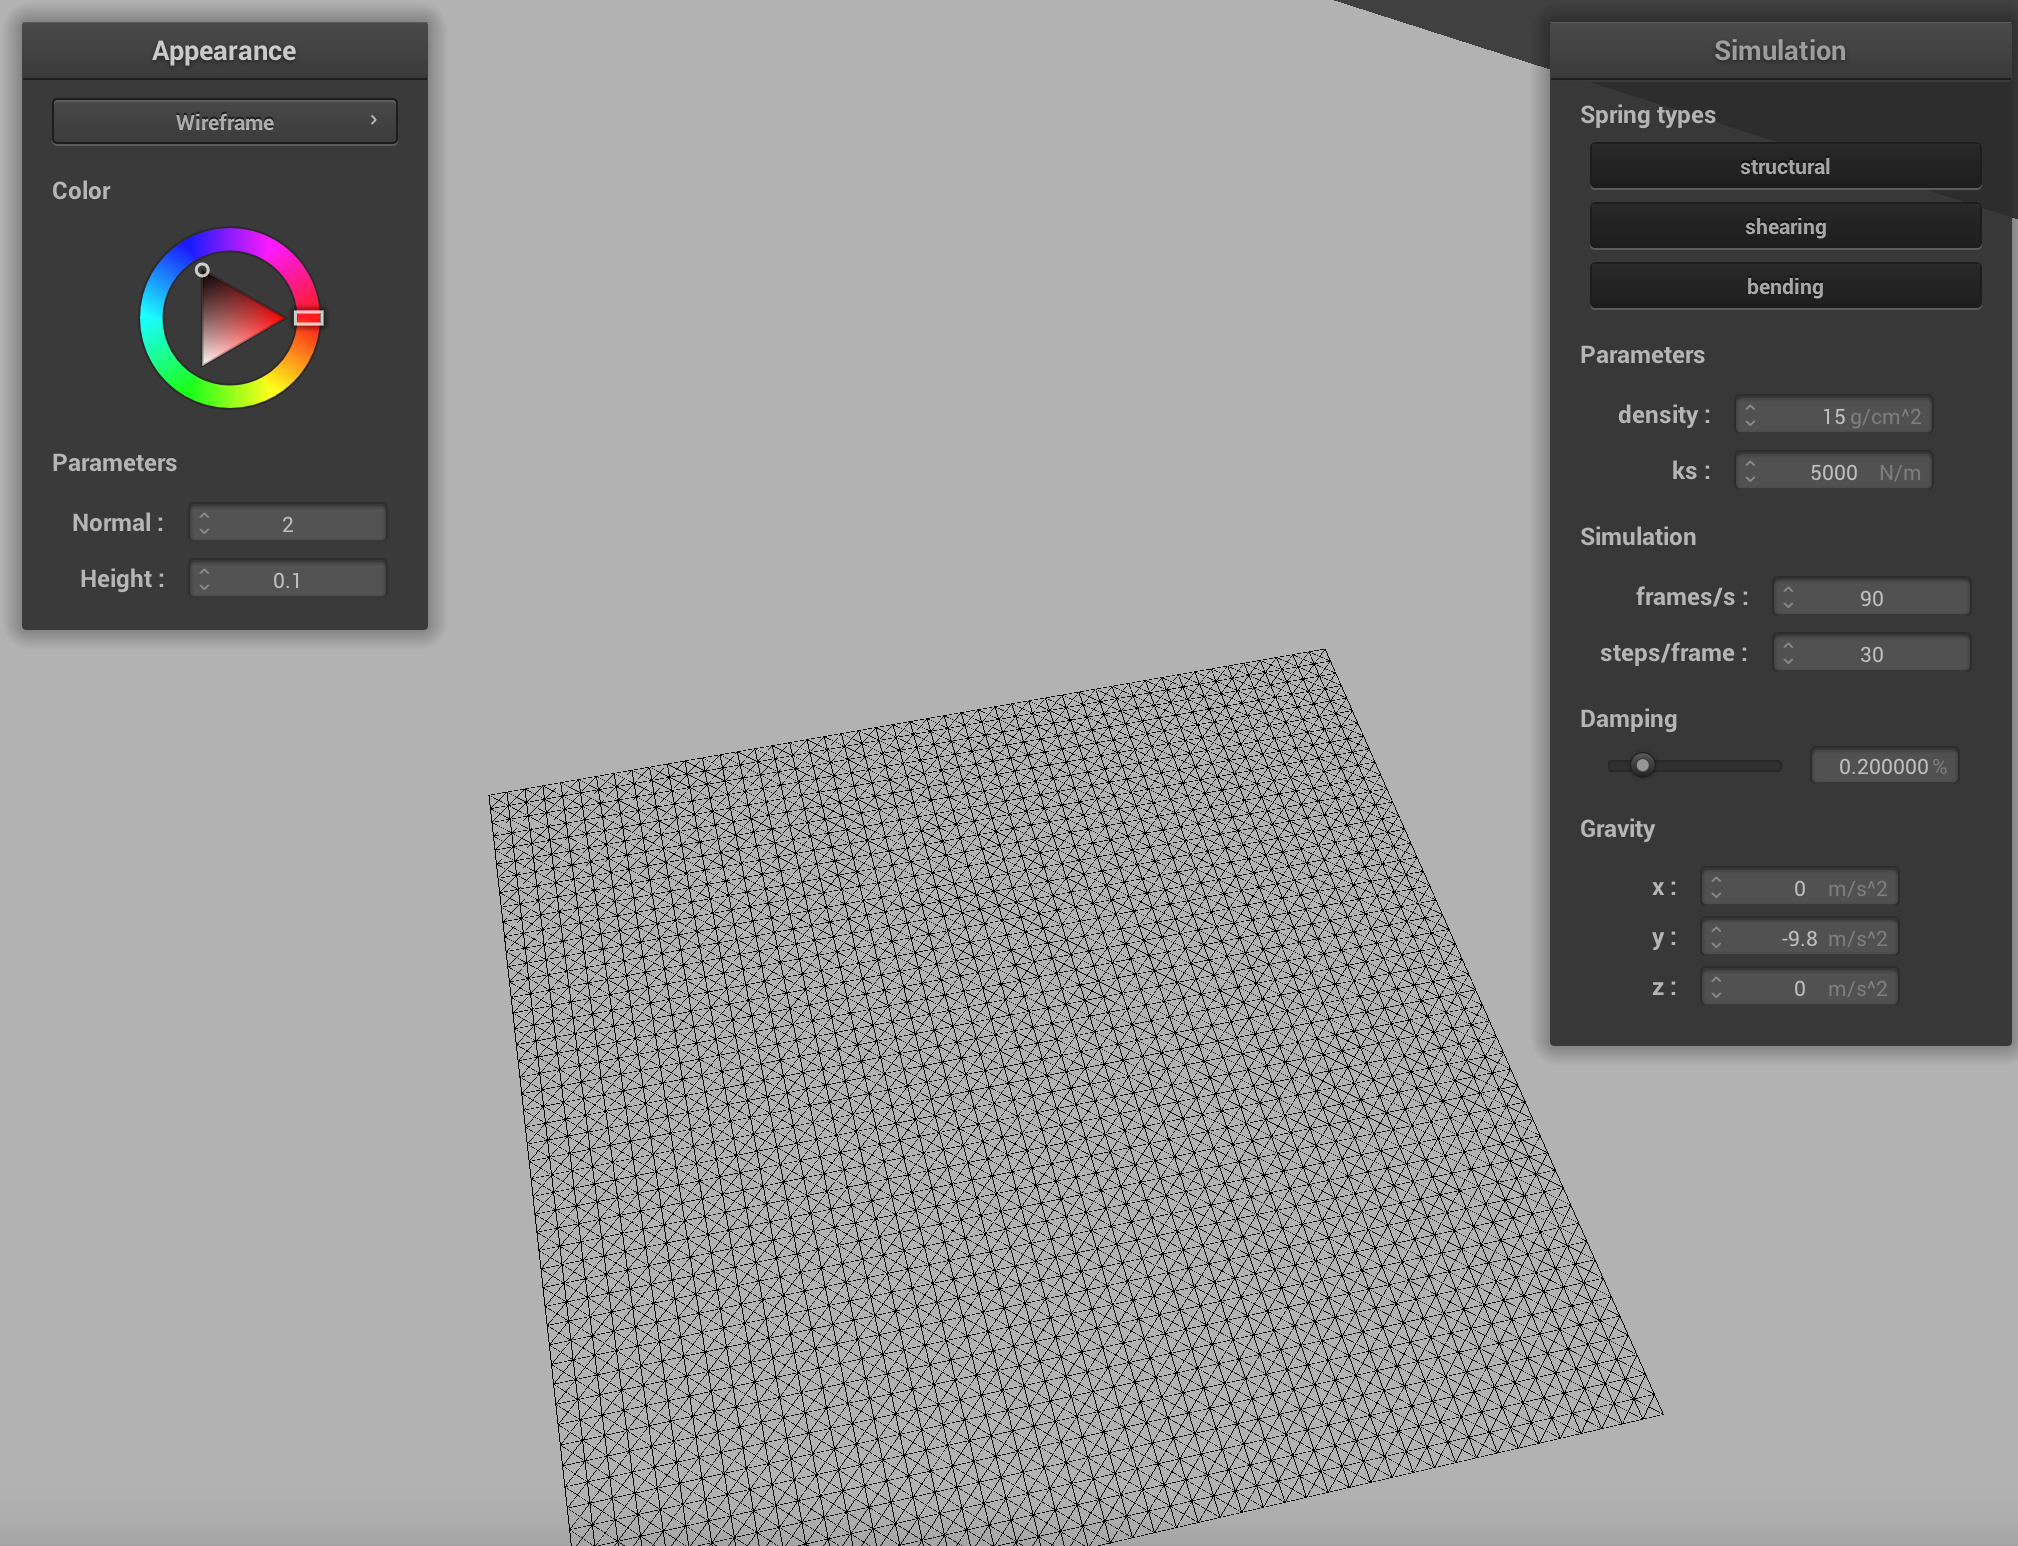 Appearance
Wireframe
Color
Parameters
Normal : 2
Height : 0.1
Simulation
Spring types
structural
shearing
bending
Parameters
density : 15 g/cm^2
ks : 5000 N/m
Simulation
frames/s : 90
steps/frame : 30
Damping
0.200000 %
Gravity
x : 0 m/s^2
y : -9.8 m/s^2
z : 0 m/s^2